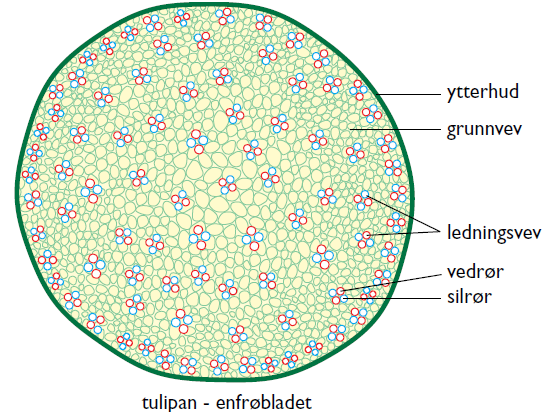 ytterhud
grunnvev
ledningsvev
vedrør
silrør
tulipan - enfrøbladet